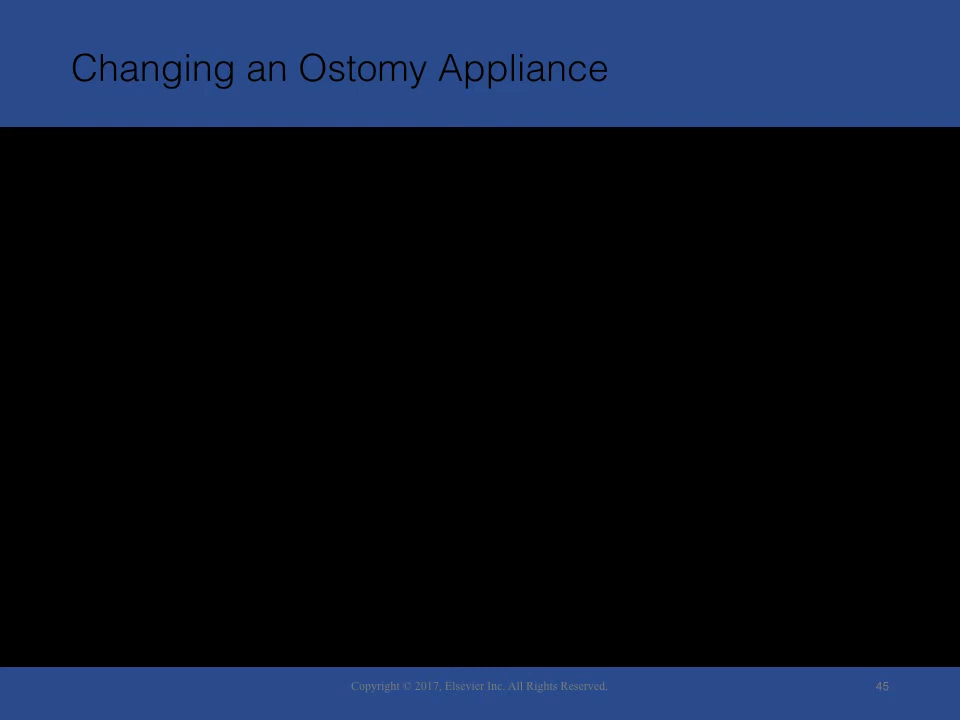 Changing an Ostomy Appliance
Copyright © 2017, Elsevier Inc. All Rights Reserved.
45